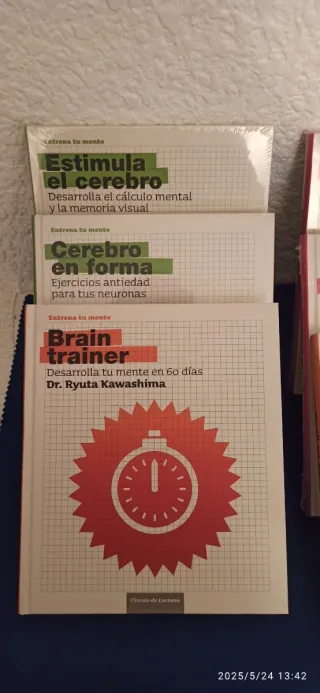 Entrena tu mente
Estimula
el cerebro
Desarrolla el cálculo mental
y la memoria visual
Entrena tu mente
Cerebro
en forma
Ejercicios antiedad
para tus neuronas
Entrena tu mente
Brain
trainer
Desarrolla tu mente en 60 días
Dr. Ryuta Kawashima
Círculo de Lectores
2025/5/24 13:42